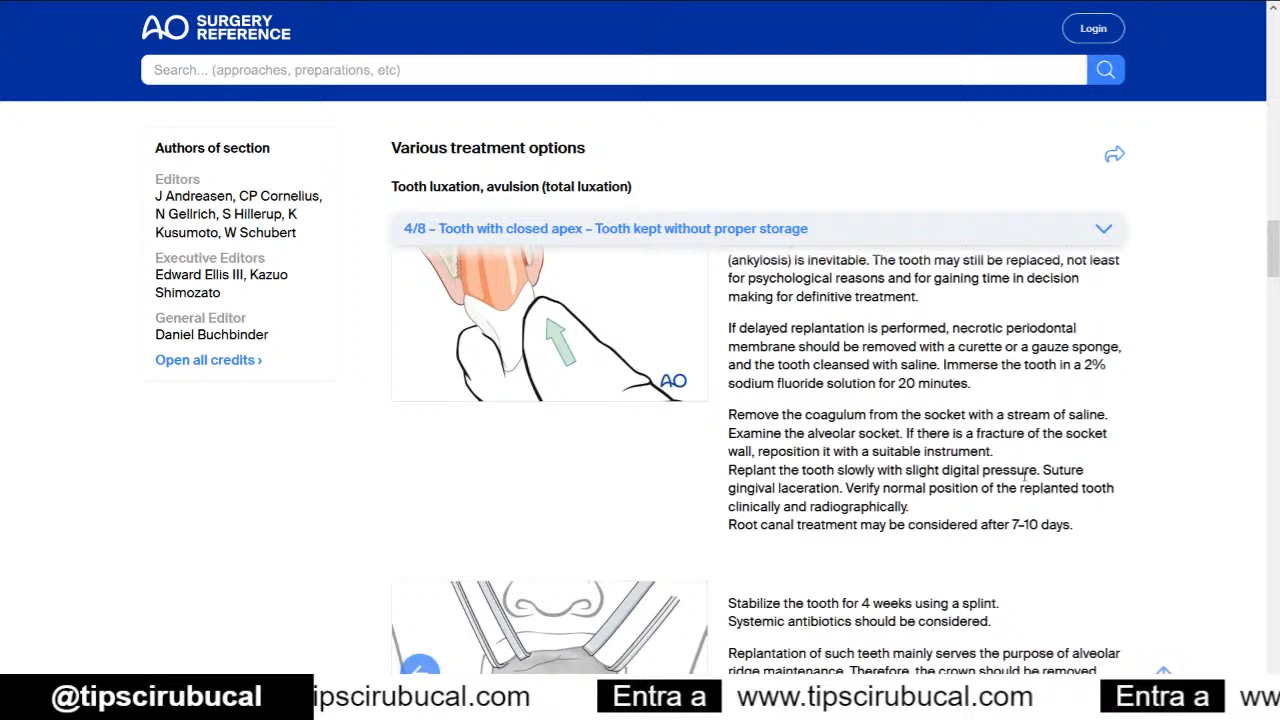 AO SURGERY
REFERENCE
Login
Search... (approaches, preparations, etc)
Authors of section
Editors
J Andreasen, CP Cornelius,
N Gellrich, S Hillerup, K
Kusumoto, W Schubert
Executive Editors
Edward Ellis III, Kazuo
Shimozato
General Editor
Daniel Buchbinder
Open all credits ›
Various treatment options
Tooth luxation, avulsion (total luxation)
4/8 – Tooth with closed apex – Tooth kept without proper storage
(ankylosis) is inevitable. The tooth may still be replaced, not least
for psychological reasons and for gaining time in decision
making for definitive treatment.
If delayed replantation is performed, necrotic periodontal
membrane should be removed with a curette or a gauze sponge,
and the tooth cleansed with saline. Immerse the tooth in a 2%
sodium fluoride solution for 20 minutes.
AO
Remove the coagulum from the socket with a stream of saline.
Examine the alveolar socket. If there is a fracture of the socket
wall, reposition it with a suitable instrument.
Replant the tooth slowly with slight digital pressure. Suture
gingival laceration. Verify normal position of the replanted tooth
clinically and radiographically.
Root canal treatment may be considered after 7–10 days.
Stabilize the tooth for 4 weeks using a splint.
Systemic antibiotics should be considered.
Replantation of such teeth mainly serves the purpose of alveolar
ridge maintenance. Therefore, the crown should be removed
@tipscirubucal tipscirubucal.com Entra a www.tipscirubucal.com Entra a ww